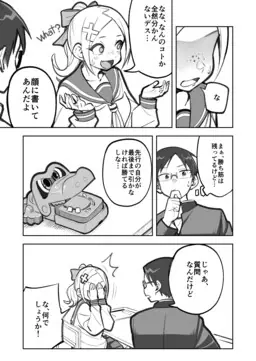 な、な、なんのコトか
全然分かん
ないデス…
What?
顔に書いて
あんだよ
まぁ、勝ち筋は
残ってるけど…
先行の自分が
最後まで引かな
ければ勝てる
しな…
じゃあ、
質問
なんだけど
な、何で
しょうか!